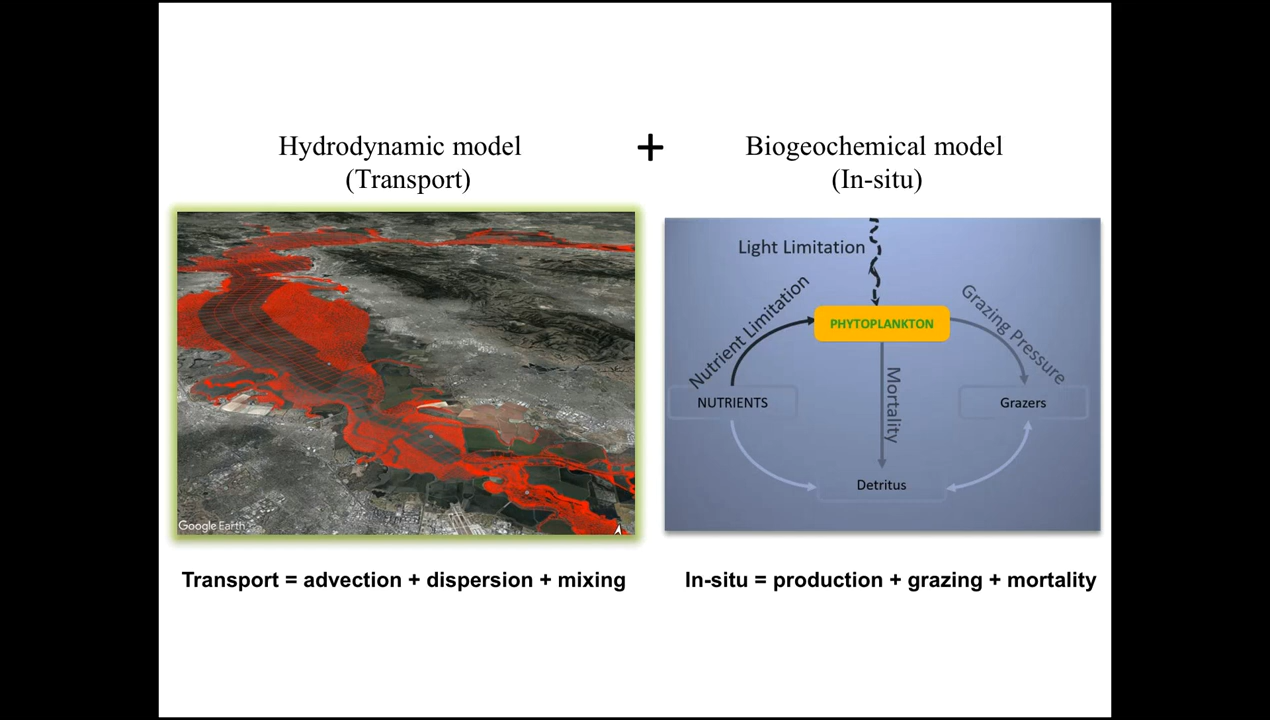 Hydrodynamic model
(Transport)
+
Biogeochemical model
(In-situ)
Google Earth
Light Limitation
Nutrient Limitation
PHYTOPLANKTON
Grazing Pressure
Mortality
NUTRIENTS
Grazers
Detritus
Transport = advection + dispersion + mixing
In-situ = production + grazing + mortality